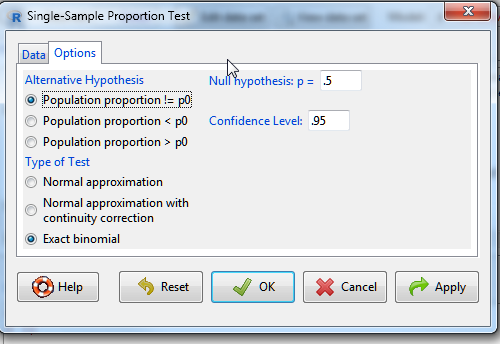 Single-Sample Proportion Test
Data
Options
Alternative Hypothesis
Population proportion != p0
Population proportion < p0
Population proportion > p0
Null hypothesis: p = .5
Confidence Level: .95
Type of Test
Normal approximation
Normal approximation with
continuity correction
Exact binomial
Help
Reset
OK
Cancel
Apply